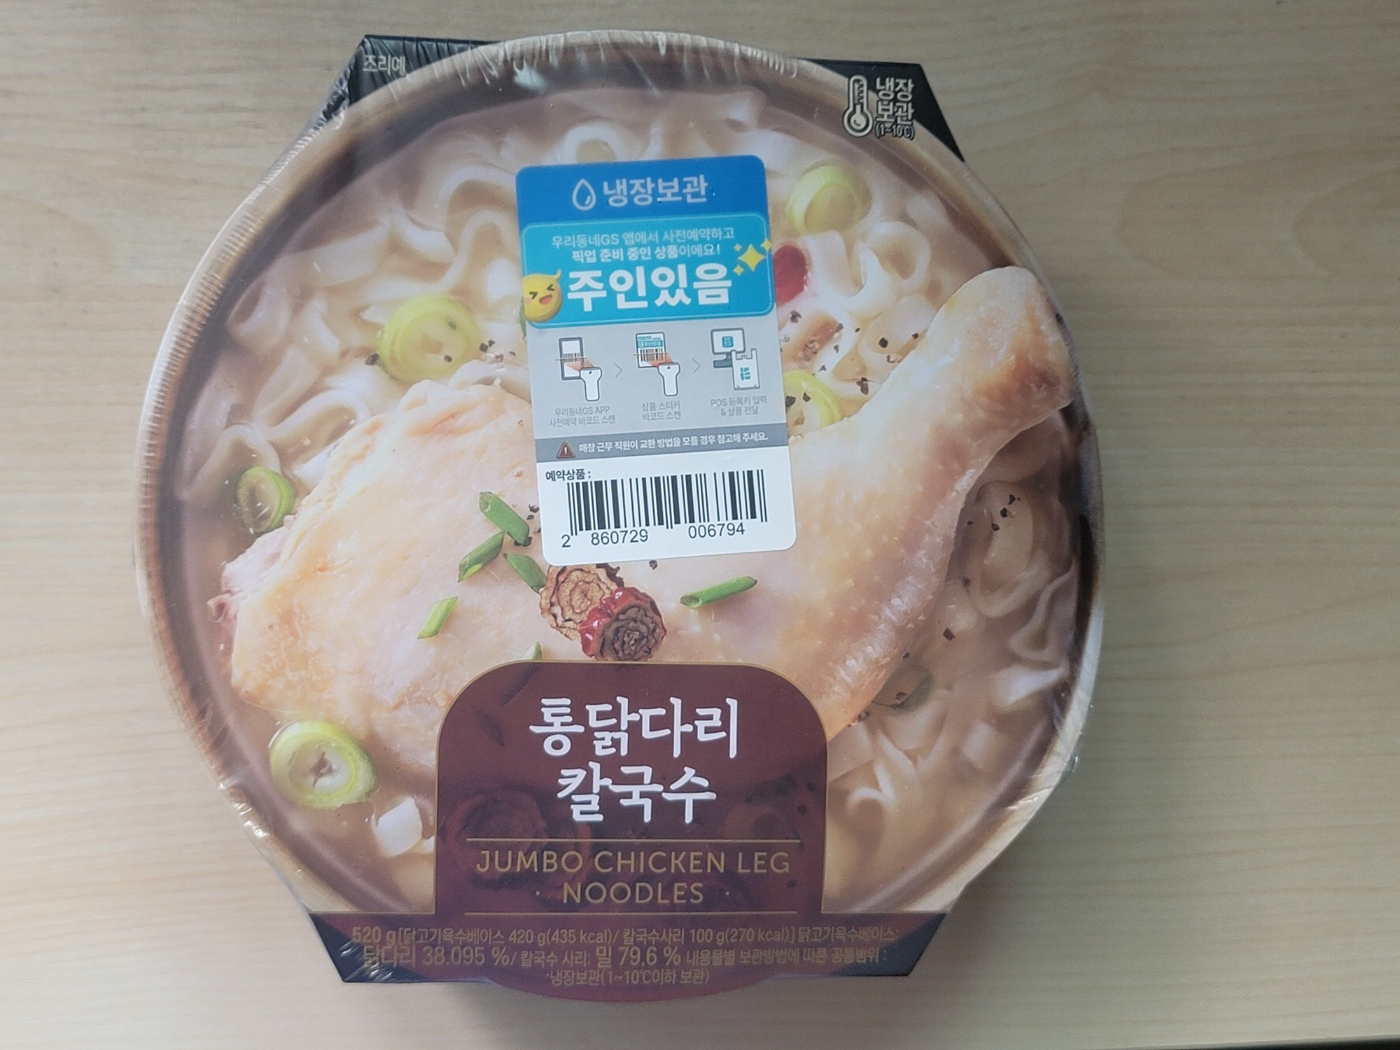 조리예
냉장
보관
(1~10℃)
냉장보관
우리동네GS 앱에서 사전예약하고
픽업 준비 중인 상품이에요!
주인있음
우리동네GS APP
사전예약 바코드 스캔
상품 스티커
바코드 스캔
POS 등록키 입력
& 상품 전달
매장 근무 직원이 교환 방법을 모를 경우 참고해 주세요.
예약상품 :
2 860729 006794
통닭다리
칼국수
JUMBO CHICKEN LEG
· NOODLES ·
520 g[닭고기육수베이스 420 g(435 kcal)/ 칼국수사리 100 g(270 kcal)] 닭고기육수베이스:
닭다리 38.095 %/ 칼국수 사리: 밀 79.6 % 내용물별 보관방법에 따른 공통범위 :
냉장보관(1~10℃이하 보관)